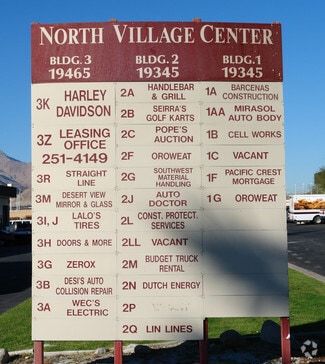 NORTH VILLAGE CENTER
BLDG. 3
19465
3K HARLEY
DAVIDSON
3Z LEASING
OFFICE
251-4149
3R STRAIGHT
LINE
3M DESERT VIEW
MIRROR & GLASS
3I, J LALO'S
TIRES
3H DOORS & MORE
3G ZEROX
3B DESI'S AUTO
COLLISION REPAIR
3A WEC'S
ELECTRIC
BLDG. 2
19345
2A HANDLEBAR
& GRILL
2B SEIRRA'S
GOLF KARTS
2C POPE'S
AUCTION
2F OROWEAT
2G SOUTHWEST
MATERIAL
HANDLING
2J AUTO
DOCTOR
2L CONST. PROTECT.
SERVICES
2LL VACANT
2M BUDGET TRUCK
RENTAL
2N DUTCH ENERGY
2P
2Q LIN LINES
BLDG. 1
19345
1A BARCENAS
CONSTRUCTION
1AA MIRASOL
AUTO BODY
1B CELL WORKS
1C VACANT
1F PACIFIC CREST
MORTGAGE
1G OROWEAT